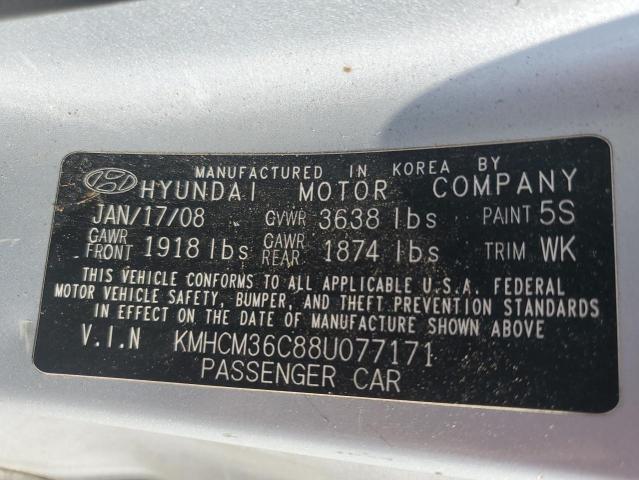 MANUFACTURED IN KOREA BY
HYUNDAI MOTOR COMPANY
JAN/17/08 GVWR 3638 lbs PAINT 5S
GAWR FRONT 1918 lbs GAWR REAR 1874 lbs TRIM WK
THIS VEHICLE CONFORMS TO ALL APPLICABLE U.S.A. FEDERAL
MOTOR VEHICLE SAFETY, BUMPER, AND THEFT PREVENTION STANDARDS
IN EFFECT ON THE DATE OF MANUFACTURE SHOWN ABOVE
V.I.N KMHCM36C88U077171
PASSENGER CAR